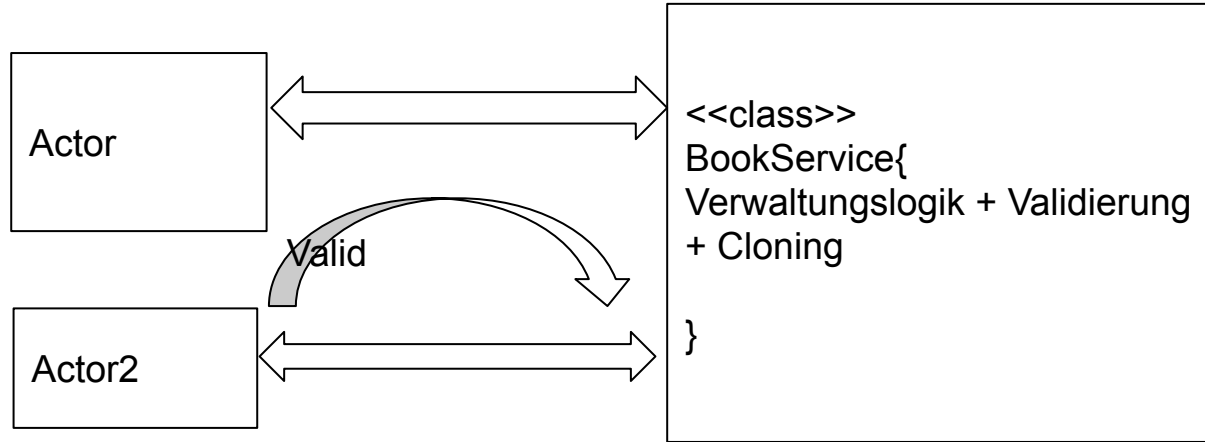 Actor
Valid
Actor2
<<class>>
BookService{
Verwaltungslogik + Validierung
+ Cloning
}